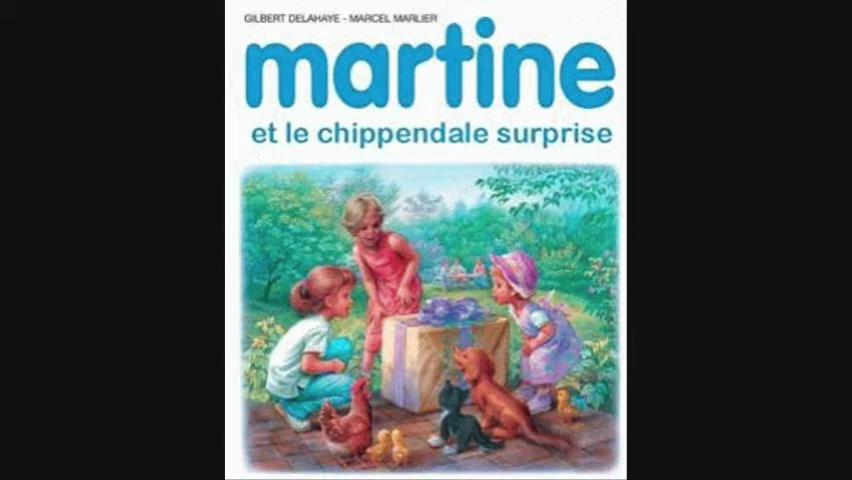 GILBERT DELAHAYE - MARCEL MARLIER
martine
et le chippendale surprise